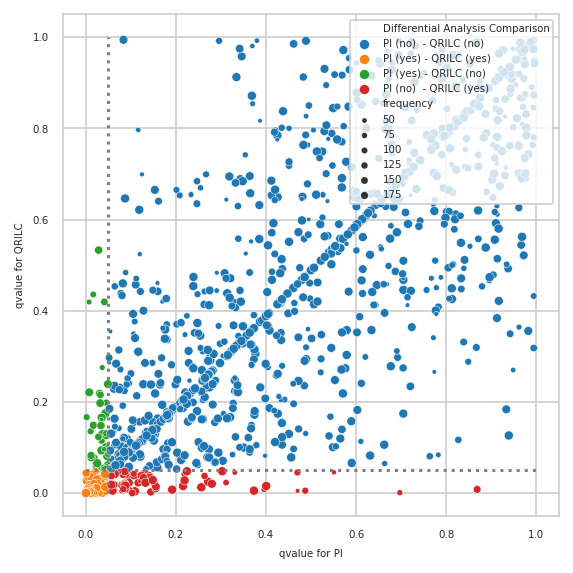 Differential Analysis Comparison
PI (no) - QRILC (no)
PI (yes) - QRILC (yes)
PI (yes) - QRILC (no)
PI (no) - QRILC (yes)
frequency
50
75
100
125
150
175
1.0
0.8
0.6
0.4
0.2
0.0
qvalue for QRILC
0.0 0.2 0.4 0.6 0.8 1.0
qvalue for PI